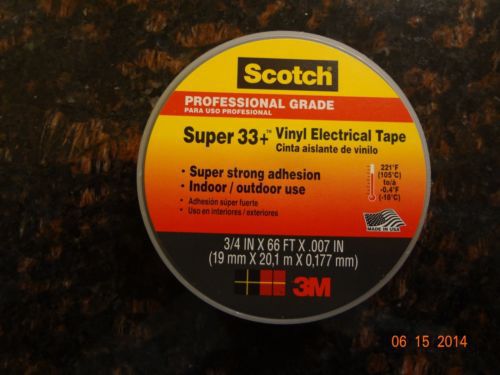 Scotch
PROFESSIONAL GRADE
PARA USO PROFESIONAL
Super 33+™ Vinyl Electrical Tape
Cinta aislante de vinilo
• Super strong adhesion
• Indoor / outdoor use
• Adhesión súper fuerte
• Uso en interiores / exteriores
221°F
(105°C)
to/á
-0.4°F
(-18°C)
MADE IN USA
3/4 IN X 66 FT X .007 IN
(19 mm X 20,1 m X 0,177 mm)
3M
06 15 2014